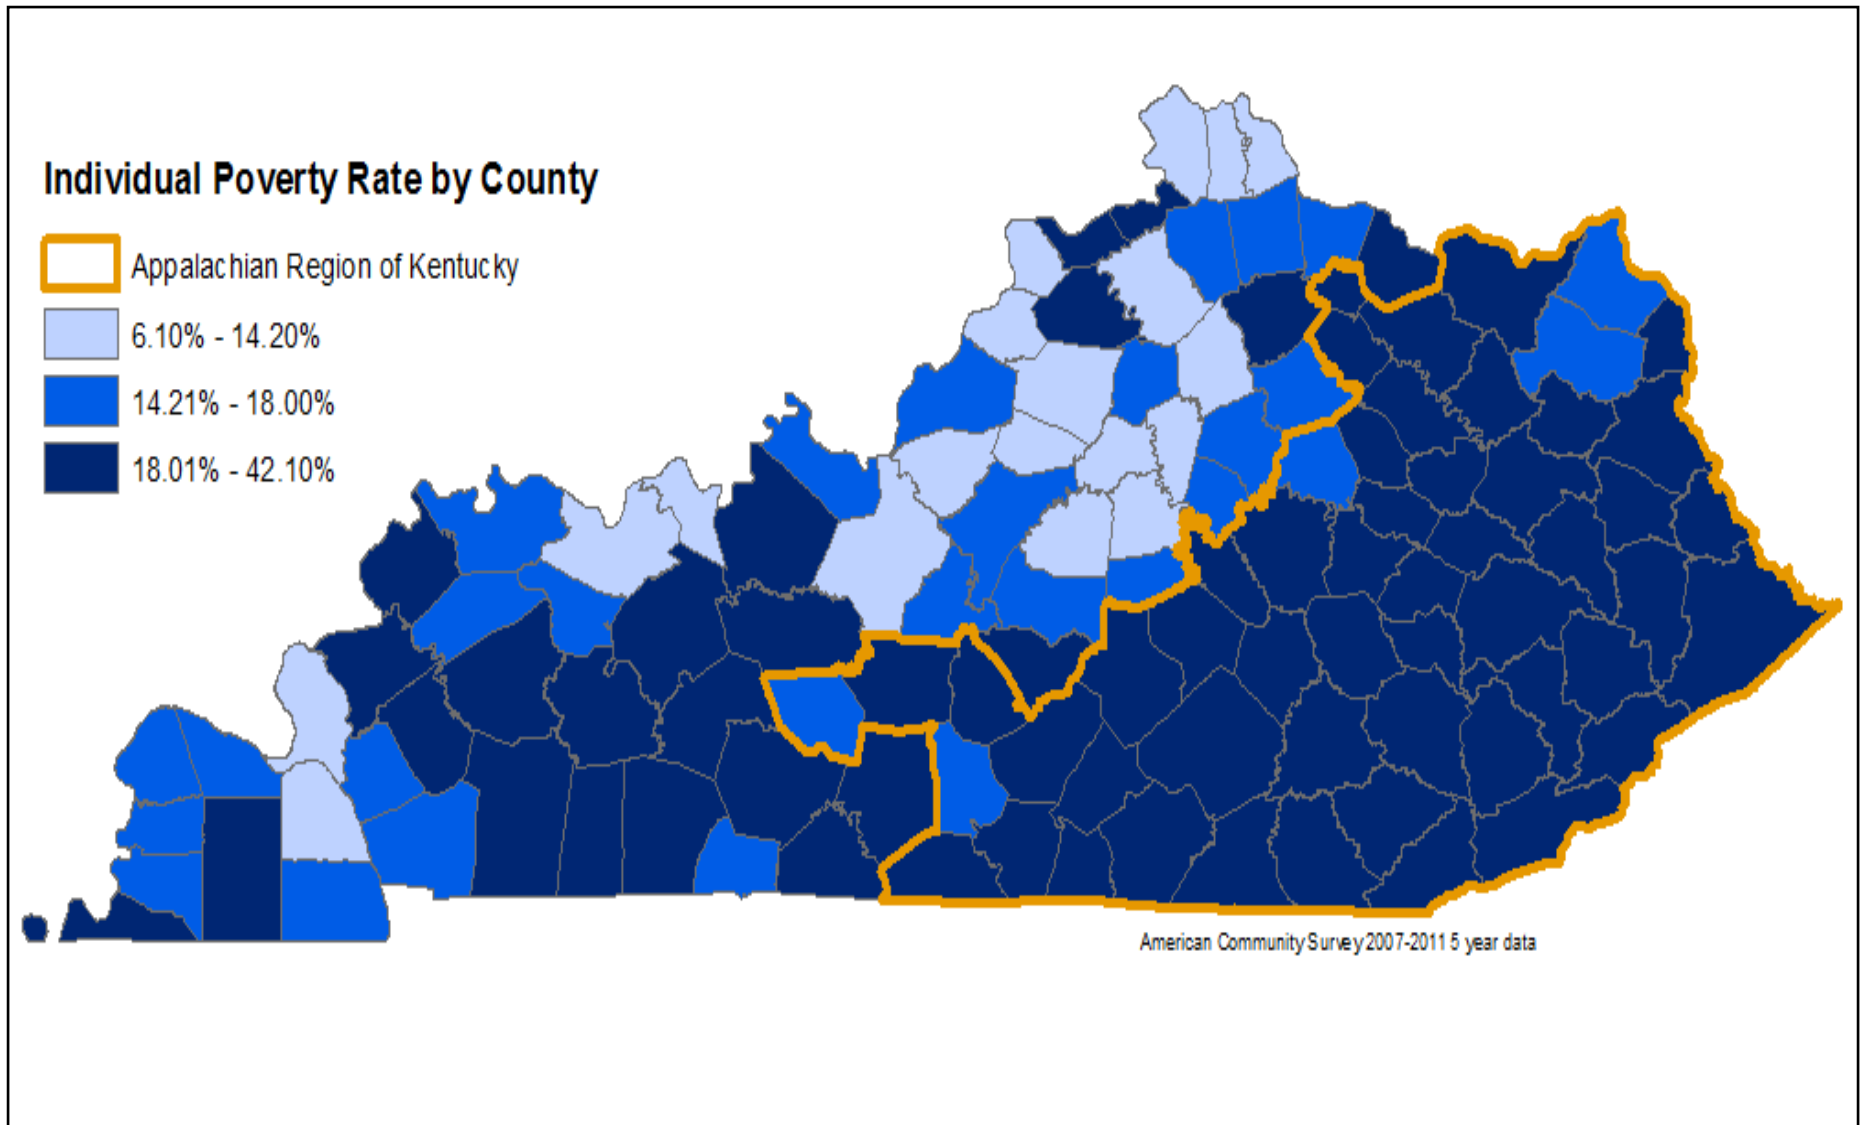 Individual Poverty Rate by County
Appalachian Region of Kentucky
6.10% - 14.20%
14.21% - 18.00%
18.01% - 42.10%
American Community Survey 2007-2011 5 year data